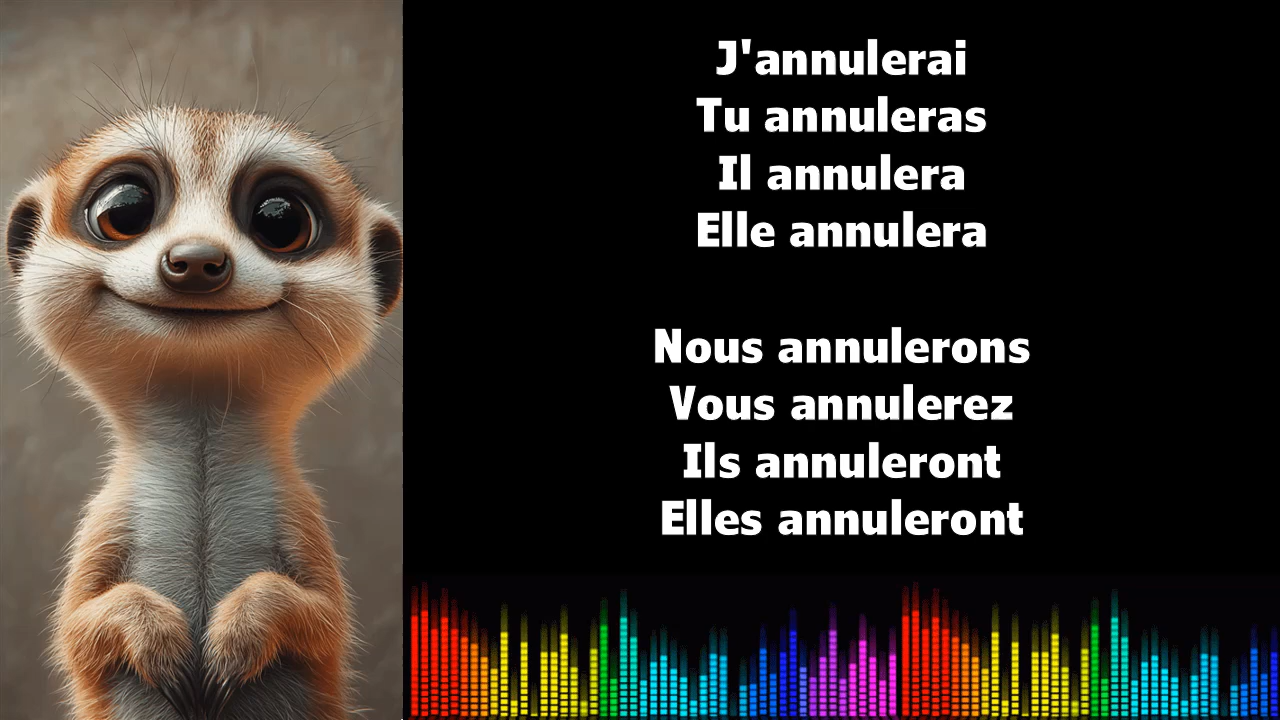 J'annulerai
Tu annuleras
Il annulera
Elle annulera
Nous annulerons
Vous annulerez
Ils annuleront
Elles annuleront